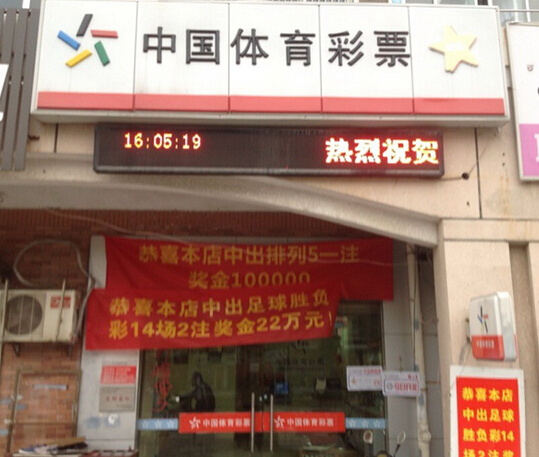 中国体育彩票
16:05:19 热烈祝贺
恭喜本店中出排列5一注
奖金100000
恭喜本店中出足球胜负
彩14场2注奖金22万元!
中国体育彩票 中国体育彩票
恭喜本店
中出足球
胜负彩14
场2注奖